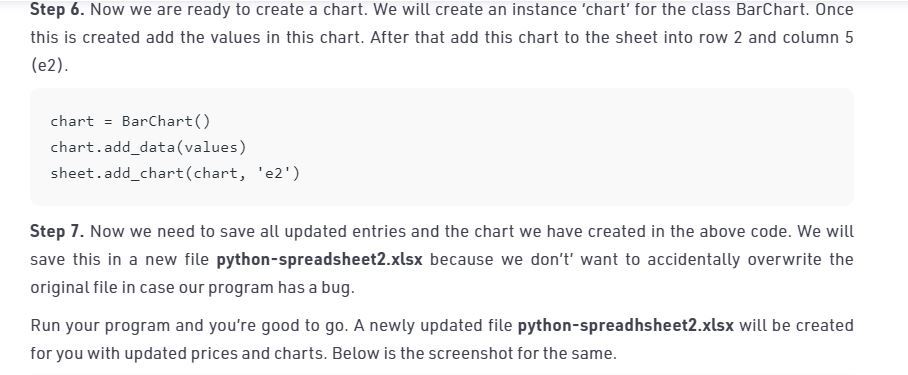 Step 6. Now we are ready to create a chart. We will create an instance 'chart' for the class BarChart. Once
this is created add the values in this chart. After that add this chart to the sheet into row 2 and column 5
(e2).
chart = BarChart()
chart.add_data(values)
sheet.add_chart(chart, 'e2')
Step 7. Now we need to save all updated entries and the chart we have created in the above code. We will
save this in a new file python-spreadsheet2.xlsx because we don't' want to accidentally overwrite the
original file in case our program has a bug.
Run your program and you're good to go. A newly updated file python-spreadhsheet2.xlsx will be created
for you with updated prices and charts. Below is the screenshot for the same.